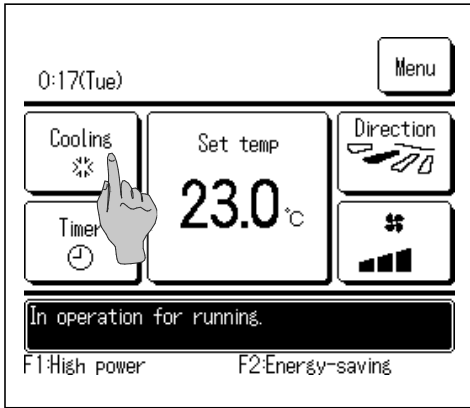 0:17(Tue)
Menu
Cooling
Set temp
Direction
23.0℃
Timer
In operation for running.
F1:High power
F2:Energy-saving